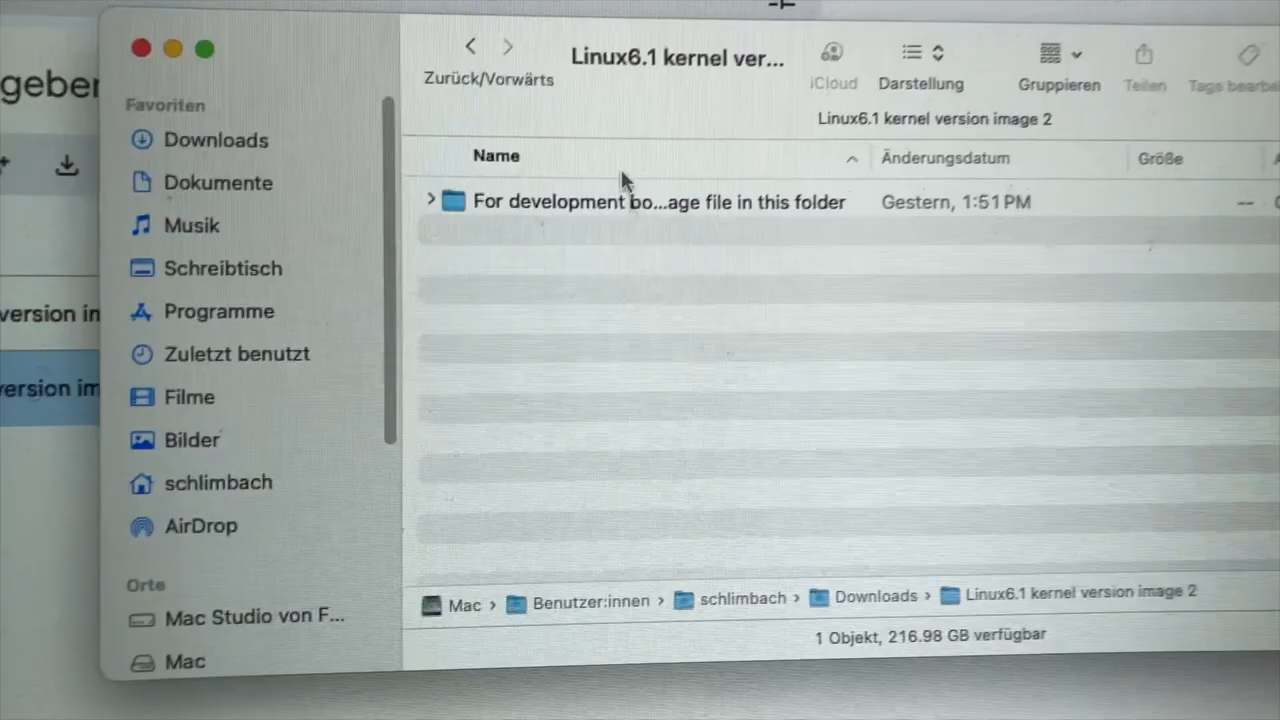 geben
Zurück/Vorwärts
Linux6.1 kernel ver...
iCloud
Darstellung
Gruppieren
Teilen
Tags
Linux6.1 kernel version image 2
Favoriten
Downloads
Dokumente
Musik
Schreibtisch
Programme
Zuletzt benutzt
Filme
Bilder
schlimbach
AirDrop
Orte
Mac Studio von F...
Mac
Name
Änderungsdatum
Größe
For development bo...age file in this folder
Gestern, 1:51 PM
--
version im
version im
Mac › Benutzer:innen › schlimbach › Downloads › Linux6.1 kernel version image 2
1 Objekt, 216.98 GB verfügbar